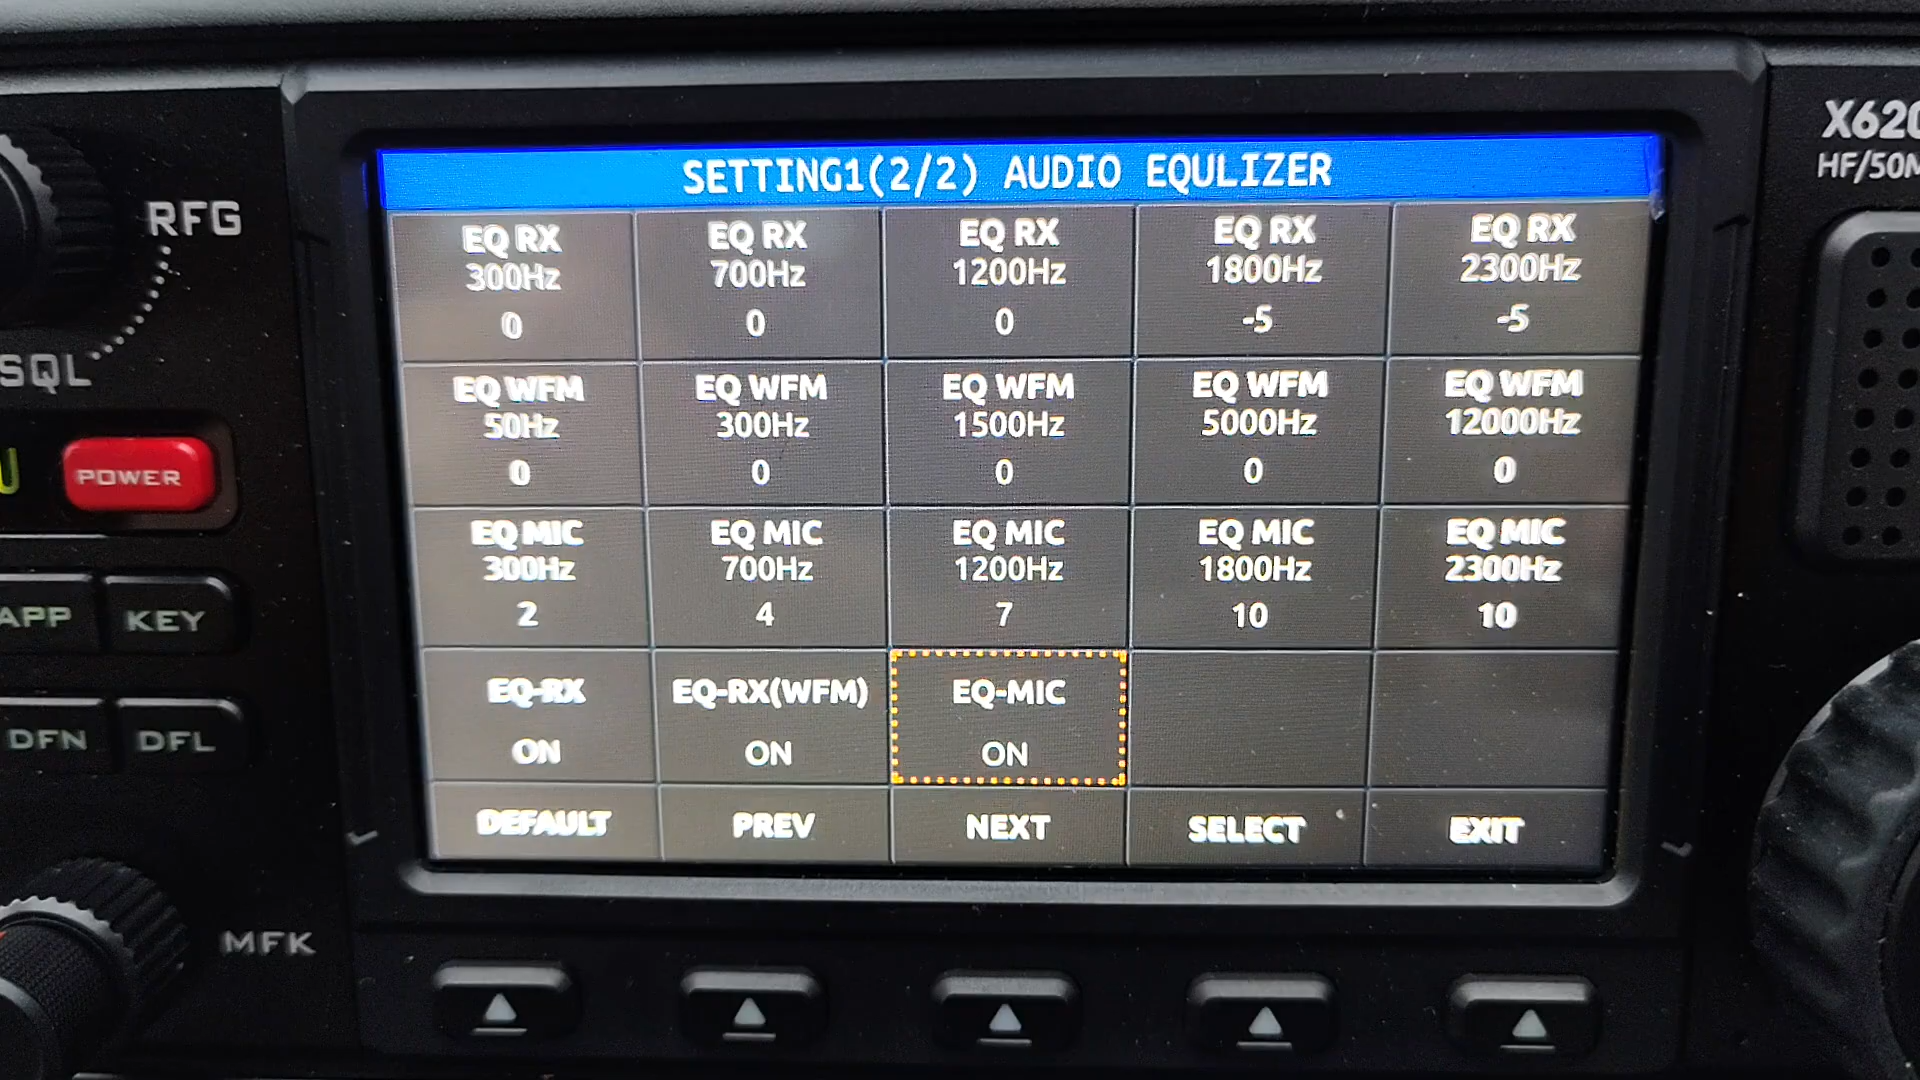 SETTING1(2/2) AUDIO EQULIZER
EQ RX EQ RX EQ RX EQ RX EQ RX
300Hz 700Hz 1200Hz 1800Hz 2300Hz
0 0 0 -5 -5
EQ WFM EQ WFM EQ WFM EQ WFM EQ WFM
50Hz 300Hz 1500Hz 5000Hz 12000Hz
0 0 0 0 0
EQ MIC EQ MIC EQ MIC EQ MIC EQ MIC
300Hz 700Hz 1200Hz 1800Hz 2300Hz
2 4 7 10 10
EQ-RX EQ-RX(WFM) EQ-MIC
ON ON ON
DEFAULT PREV NEXT SELECT EXIT
RFG
SQL
POWER
APP KEY
DFN DFL
MFK
X620
HF/50M